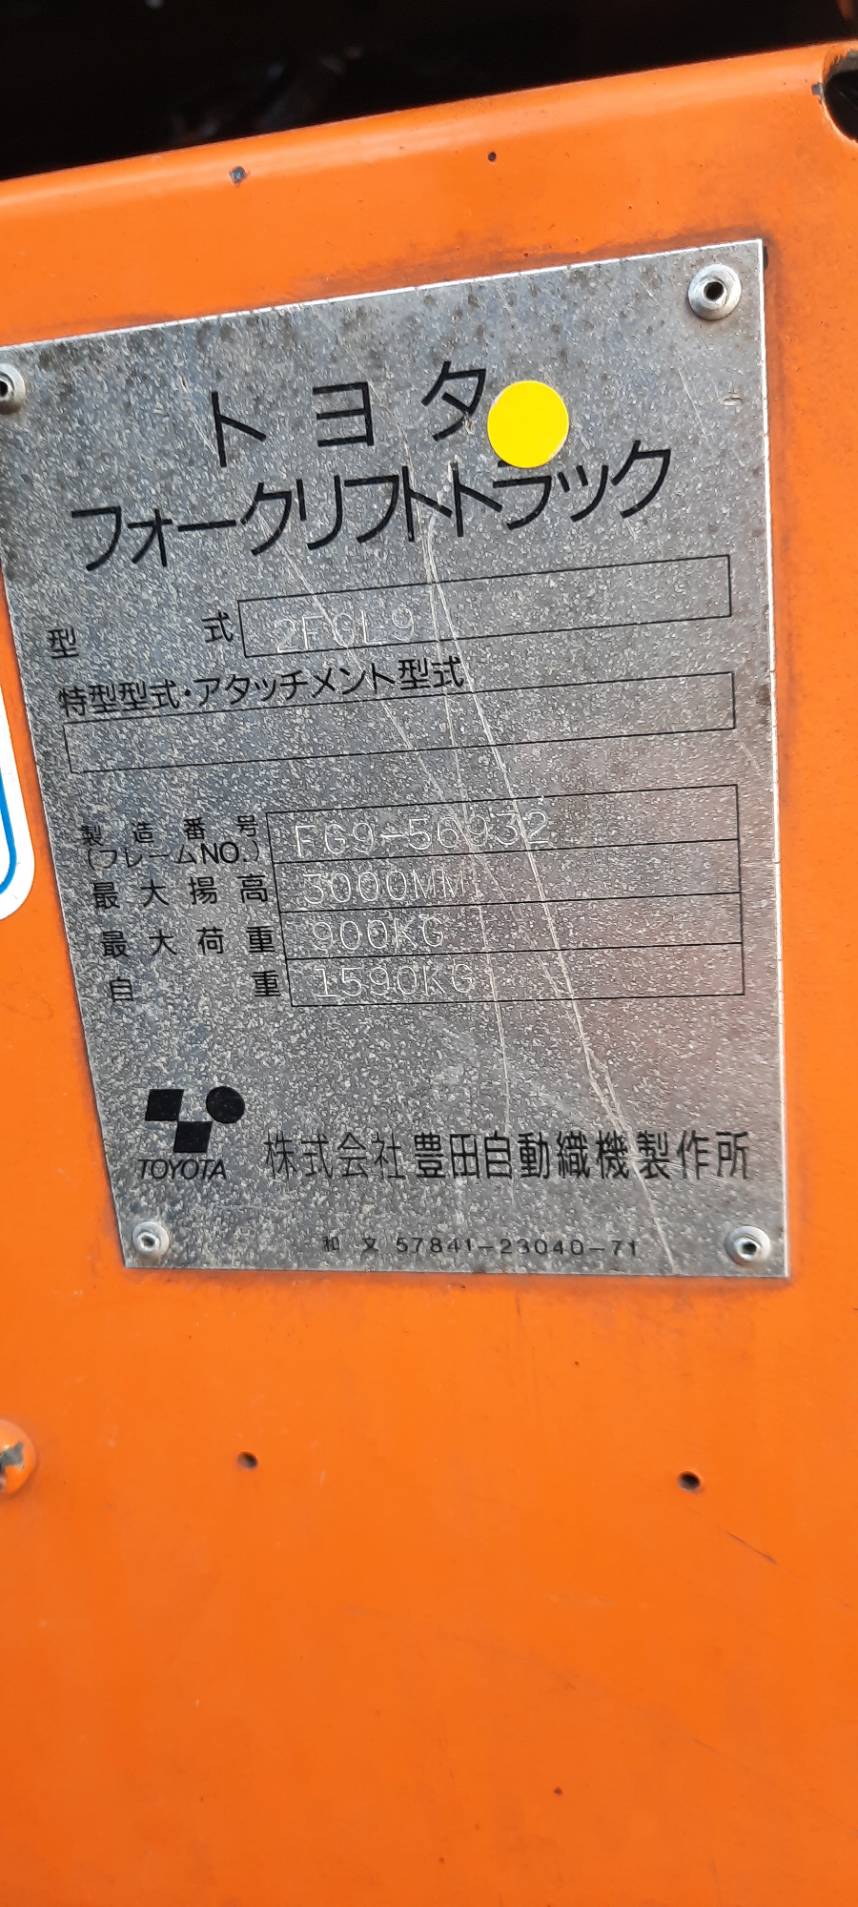 トヨタ
フォークリフトトラック
型式 2FGL9
特型型式・アタッチメント型式
製造番号
(フレームNO.) FG9-56932
最大揚高 3000MM
最大荷重 900KG
自重 1590KG
TOYOTA 株式会社豊田自動織機製作所
和文 57841-23040-71